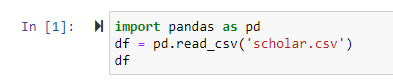 In [1]:
import pandas as pd
df = pd.read_csv('scholar.csv')
df